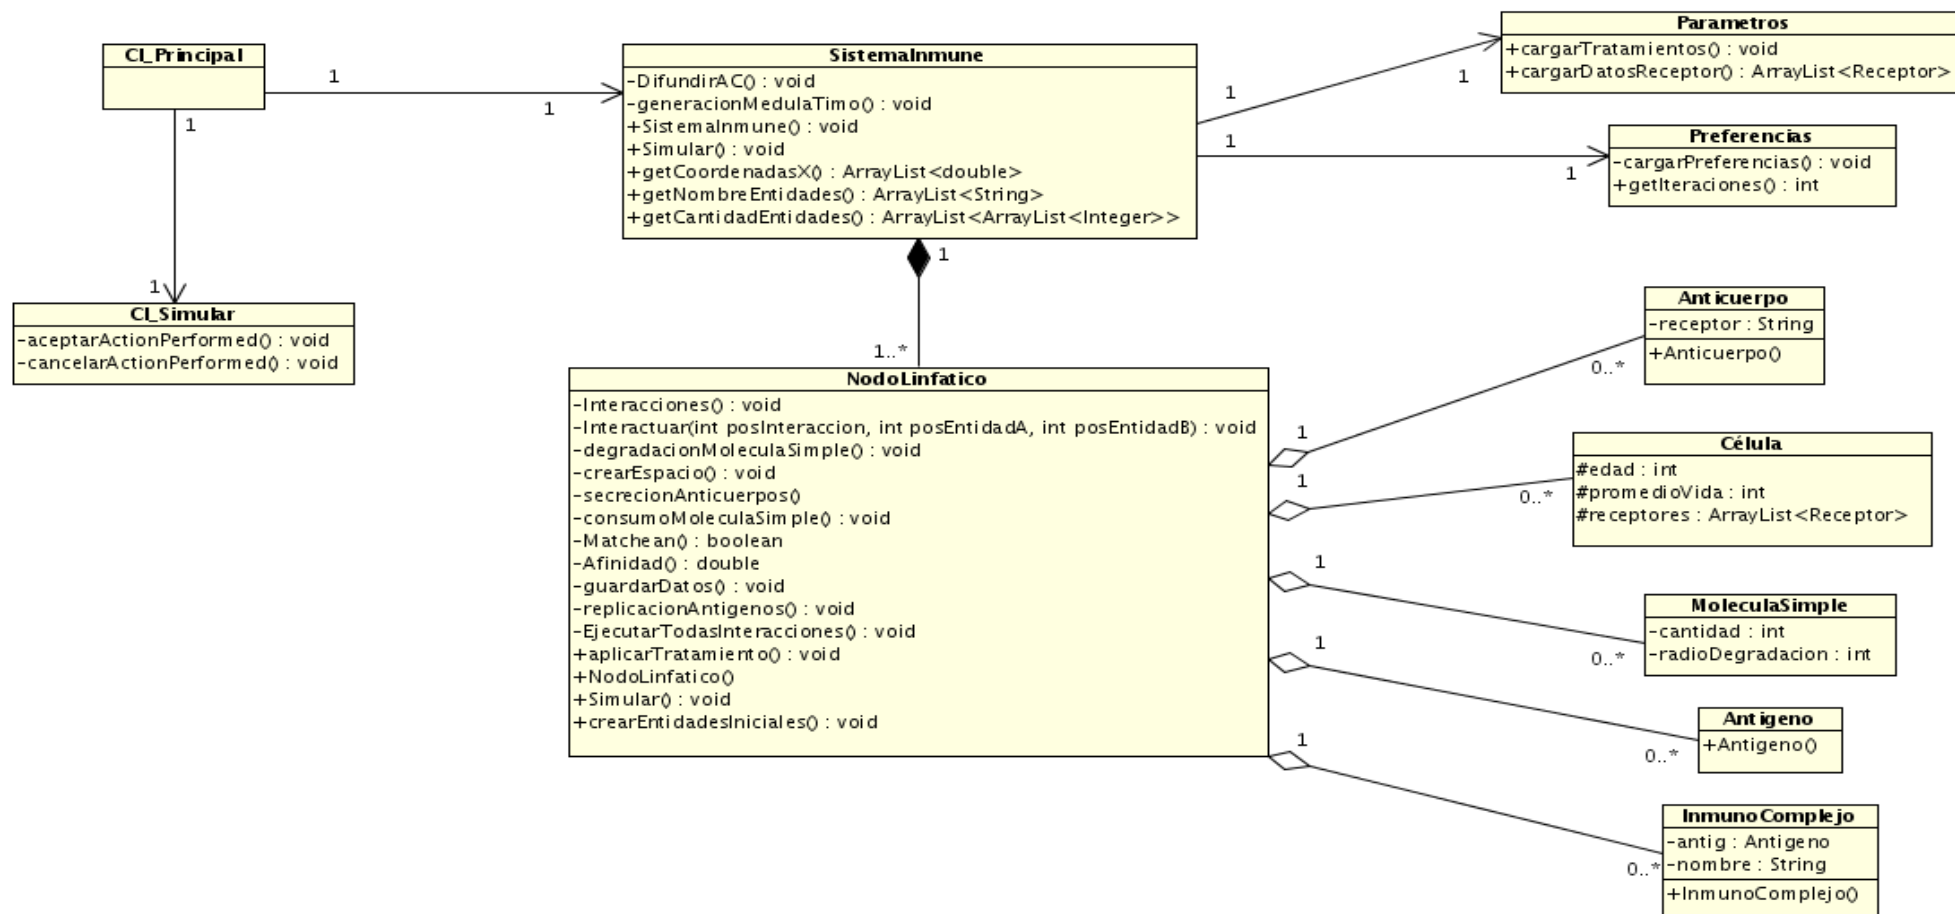 CI_Principal
1
1
1
1
CI_Simular
-aceptarActionPerformed() : void
-cancelarActionPerformed() : void
SistemaInmune
-DifundirAC() : void
-generacionMedulaTimo() : void
+SistemaInmune() : void
+Simular() : void
+getCoordenadasX() : ArrayList<double>
+getNombreEntidades() : ArrayList<String>
+getCantidadEntidades() : ArrayList<ArrayList<Integer>>
1
1
Parametros
+cargarTratamientos() : void
+cargarDatosReceptor() : ArrayList<Receptor>
1
1
Preferencias
-cargarPreferencias() : void
+getIteraciones() : int
1
1..*
NodoLinfatico
-Interacciones() : void
-Interactuar(int posInteraccion, int posEntidadA, int posEntidadB) : void
-degradacionMoleculaSimple() : void
-crearEspacio() : void
-secrecionAnticuerpos()
-consumoMoleculaSimple() : void
-Matchean() : boolean
-Afinidad() : double
-guardarDatos() : void
-replicacionAntigenos() : void
-EjecutarTodasInteracciones() : void
+aplicarTratamiento() : void
+NodoLinfatico()
+Simular() : void
+crearEntidadesIniciales() : void
1
0..*
Anticuerpo
-receptor : String
+Anticuerpo()
1
0..*
Célula
#edad : int
#promedioVida : int
#receptores : ArrayList<Receptor>
1
0..*
MoleculaSimple
-cantidad : int
-radioDegradacion : int
1
0..*
Antigeno
+Antigeno()
1
0..*
InmunoComplejo
-antig : Antigeno
-nombre : String
+InmunoComplejo()